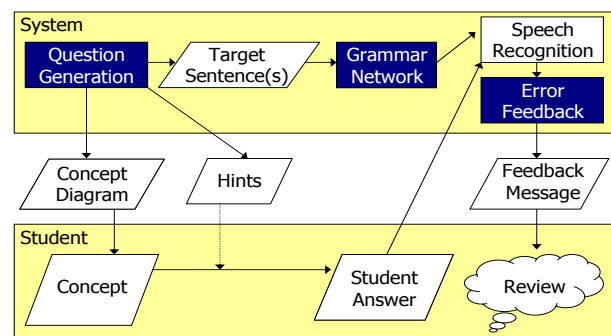 System
Question
Generation
Target
Sentence(s)
Grammar
Network
Speech
Recognition
Error
Feedback
Concept
Diagram
Hints
Feedback
Message
Student
Concept
Student
Answer
Review